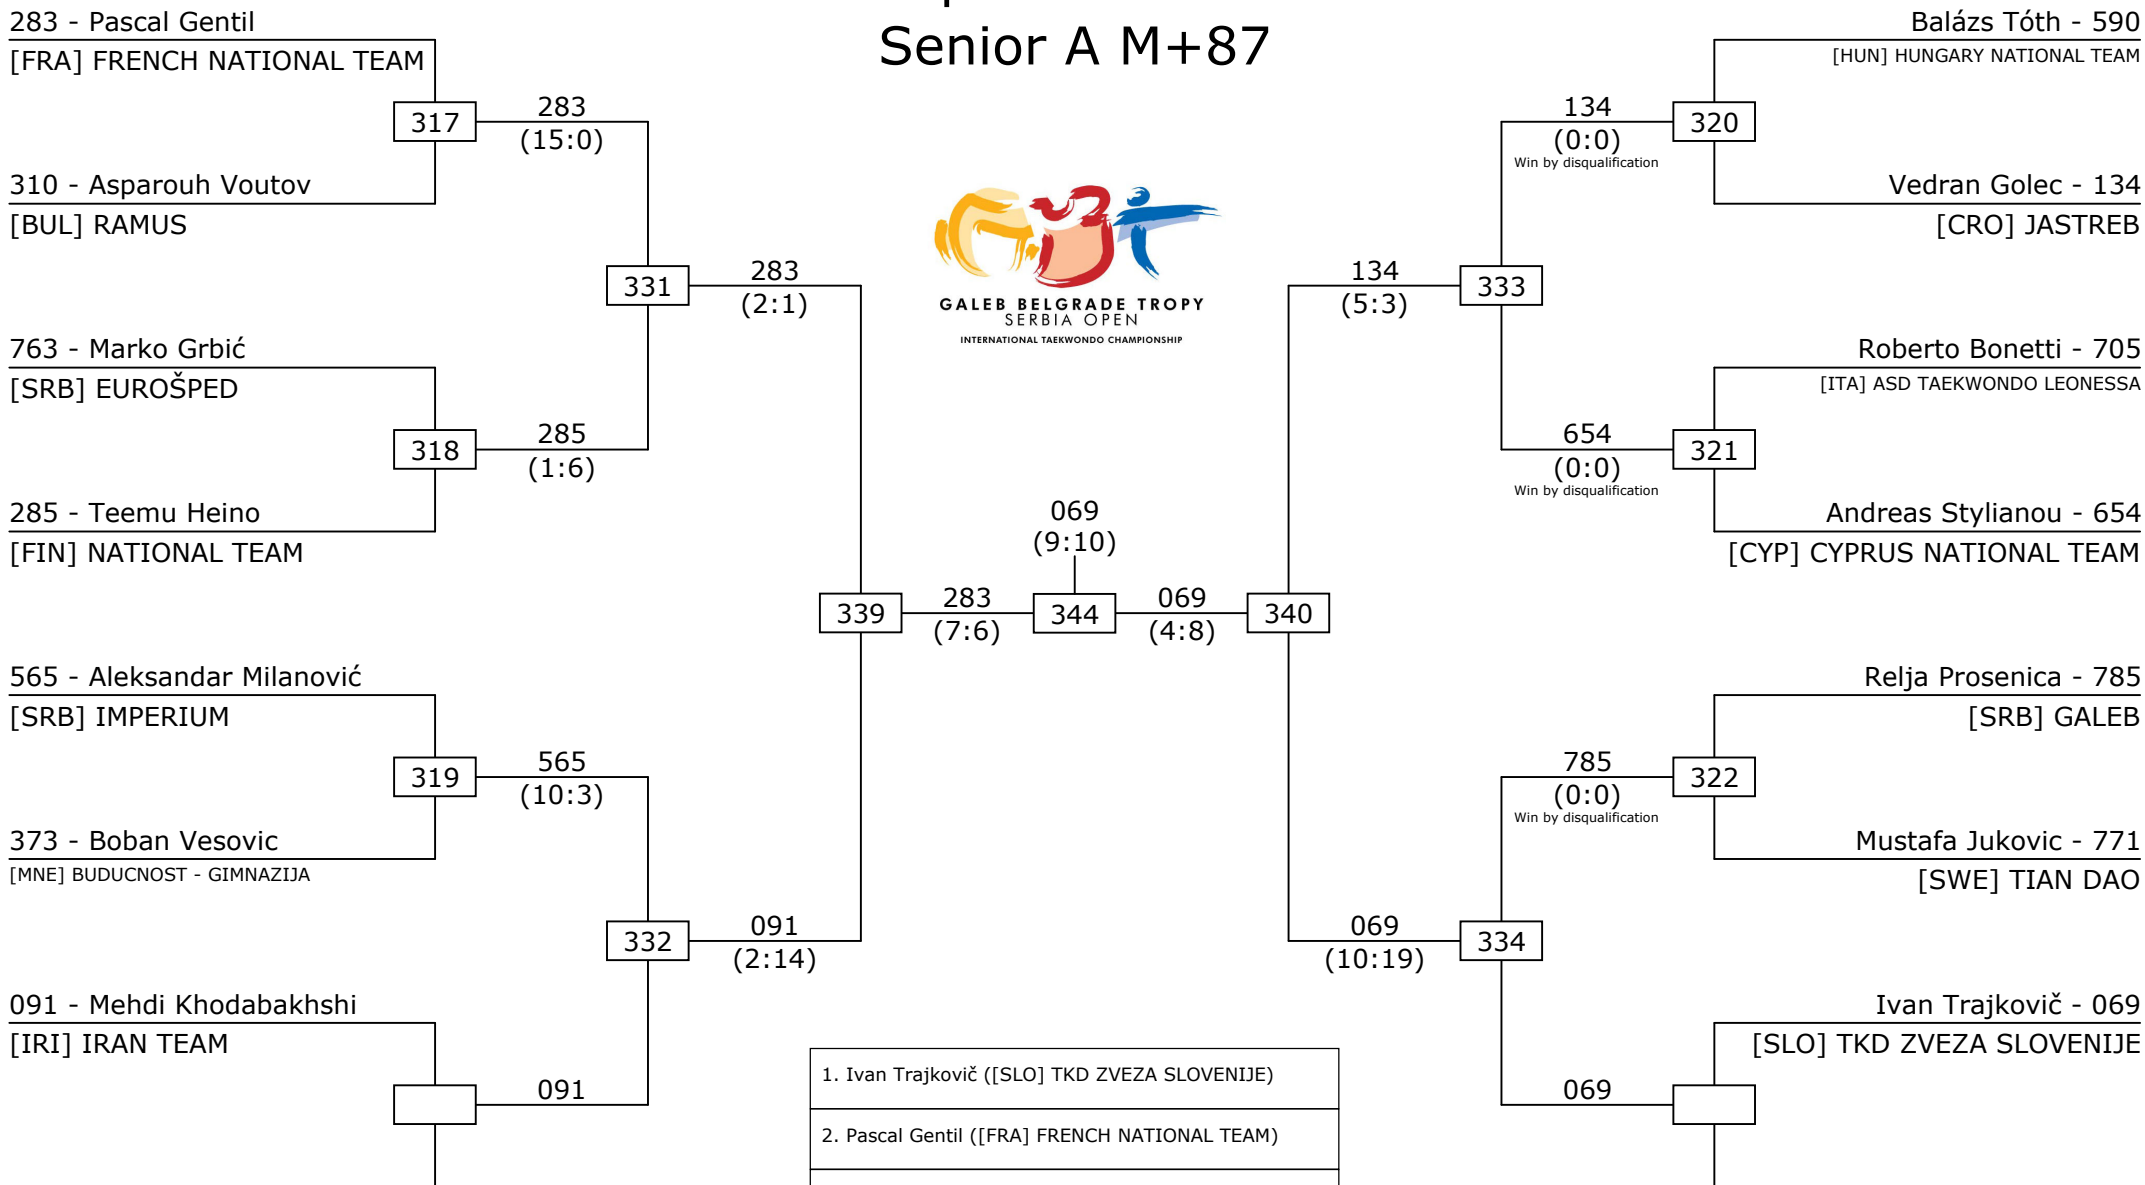 Senior A M+87
283 - Pascal Gentil
[FRA] FRENCH NATIONAL TEAM
317
283
(15:0)
310 - Asparouh Voutov
[BUL] RAMUS
331
283
(2:1)
763 - Marko Grbić
[SRB] EUROŠPED
318
285
(1:6)
285 - Teemu Heino
[FIN] NATIONAL TEAM
339
283
(7:6)
565 - Aleksandar Milanović
[SRB] IMPERIUM
319
565
(10:3)
373 - Boban Vesovic
[MNE] BUDUCNOST - GIMNAZIJA
332
091
(2:14)
091 - Mehdi Khodabakhshi
[IRI] IRAN TEAM
091
GALEB BELGRADE TROPY
SERBIA OPEN
INTERNATIONAL TAEKWONDO CHAMPIONSHIP
069
(9:10)
344
069
(4:8)
340
Balázs Tóth - 590
[HUN] HUNGARY NATIONAL TEAM
134
(0:0)
Win by disqualification
320
Vedran Golec - 134
[CRO] JASTREB
134
(5:3)
333
Roberto Bonetti - 705
[ITA] ASD TAEKWONDO LEONESSA
654
(0:0)
Win by disqualification
321
Andreas Stylianou - 654
[CYP] CYPRUS NATIONAL TEAM
Relja Prosenica - 785
[SRB] GALEB
785
(0:0)
Win by disqualification
322
Mustafa Jukovic - 771
[SWE] TIAN DAO
069
(10:19)
334
Ivan Trajkovič - 069
[SLO] TKD ZVEZA SLOVENIJE
069
1. Ivan Trajkovič ([SLO] TKD ZVEZA SLOVENIJE)
2. Pascal Gentil ([FRA] FRENCH NATIONAL TEAM)